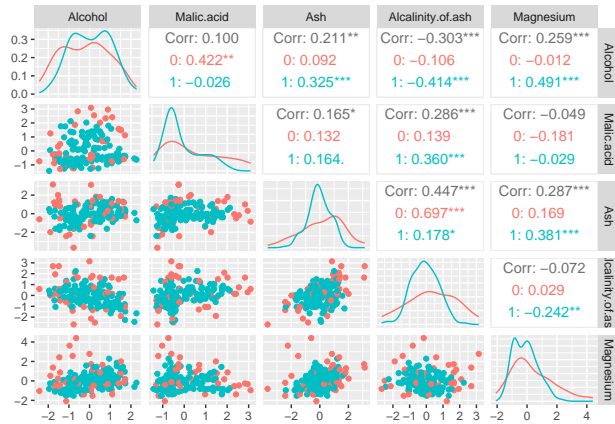 Alcohol Malic.acid Ash Alcalinity.of.ash Magnesium
0.3
0.2
0.1
0.0
Corr: 0.100
0: 0.422**
1: −0.026
Corr: 0.211**
0: 0.092
1: 0.325***
Corr: −0.303***
0: −0.106
1: −0.414***
Corr: 0.259***
0: −0.012
1: 0.491***
Alcohol
3
2
1
0
−1
Corr: 0.165*
0: 0.132
1: 0.164.
Corr: 0.286***
0: 0.139
1: 0.360***
Corr: −0.049
0: −0.181
1: −0.029
Malic.acid
2
0
−2
Corr: 0.447***
0: 0.697***
1: 0.178*
Corr: 0.287***
0: 0.169
1: 0.381***
Ash
3
2
1
0
−1
−2
Corr: −0.072
0: 0.029
1: −0.242**
lcalinity.of.as
4
2
0
−2
Magnesium
−2 −1 0 1 2
−1 0 1 2 3
−2 0 2
−2 −1 0 1 2 3
−2 0 2 4